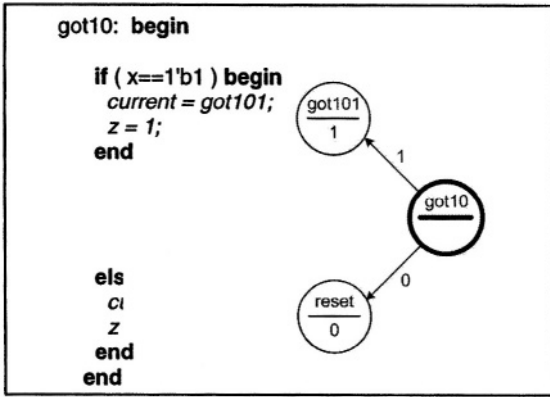 got10: begin
if ( x==1'b1 ) begin
current = got101;
z = 1;
end
els
z
end
end
got101
1
1
got10
0
reset
0